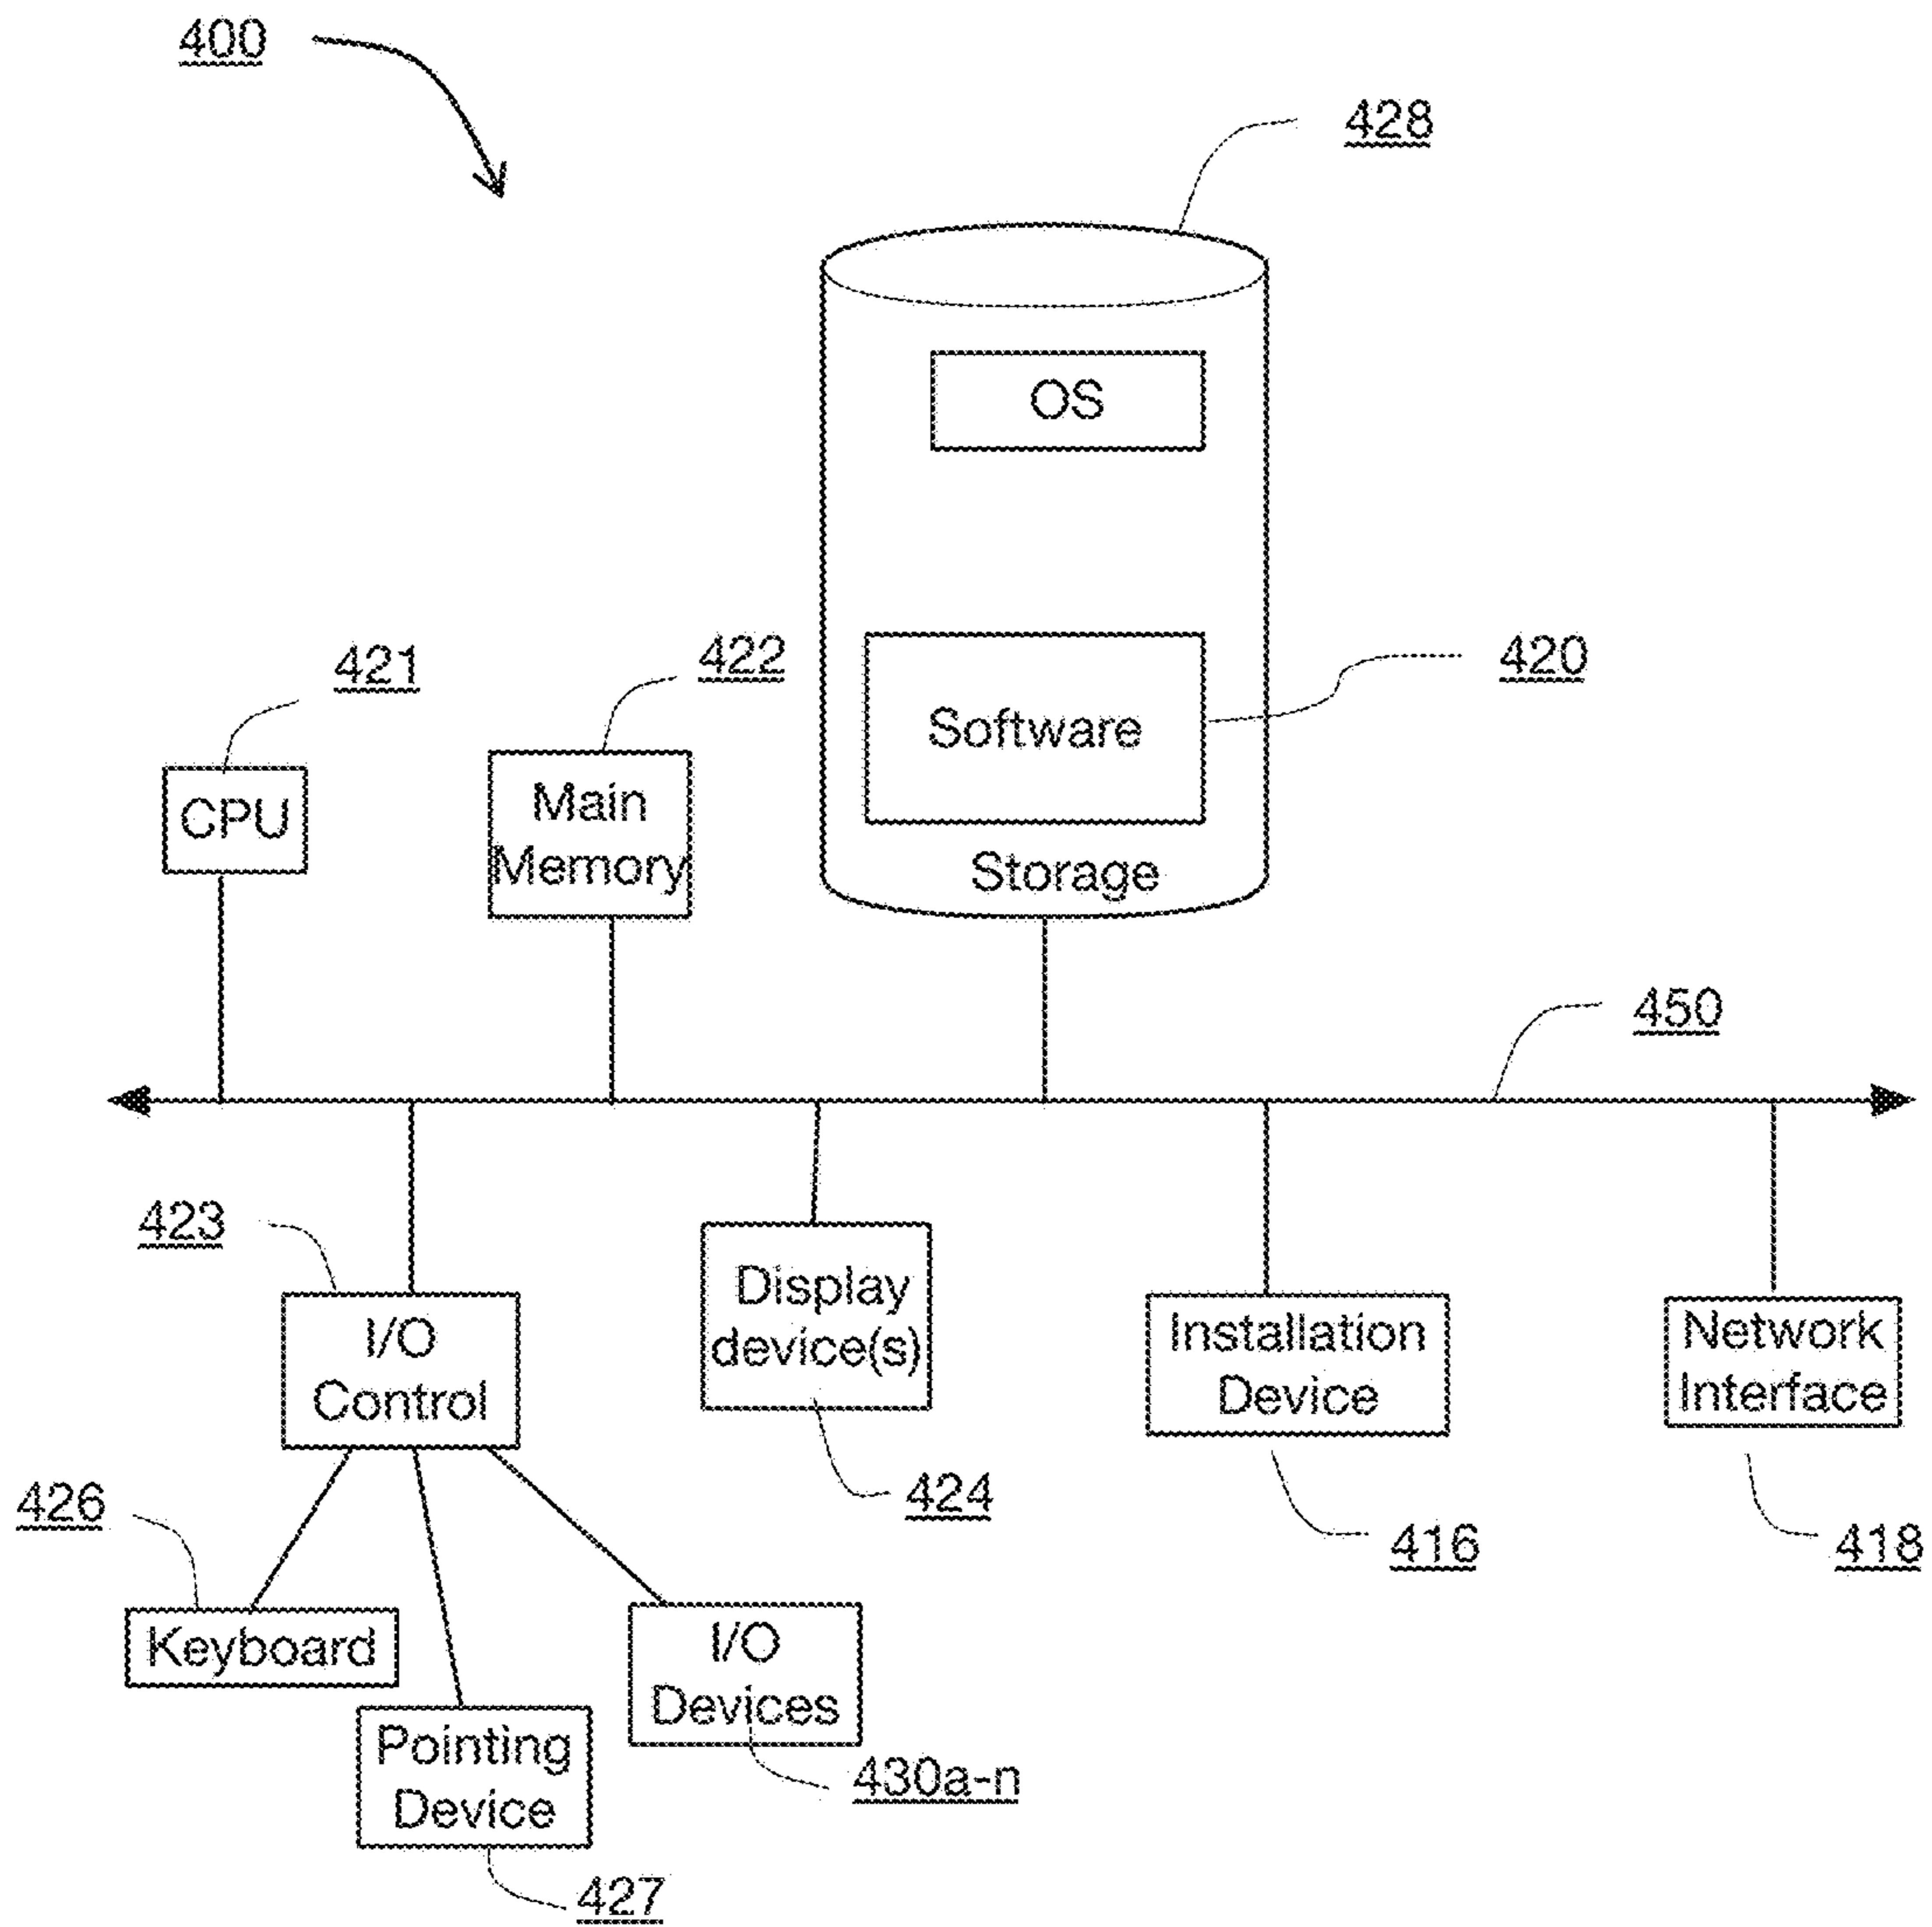 400
428
OS
421
422
420
Software
CPU
Main
Memory
Storage
450
423
I/O
Control
Display
device(s)
Installation
Device
Network
Interface
426
424
416
418
Keyboard
I/O
Devices
Pointing
Device
430a-n
427